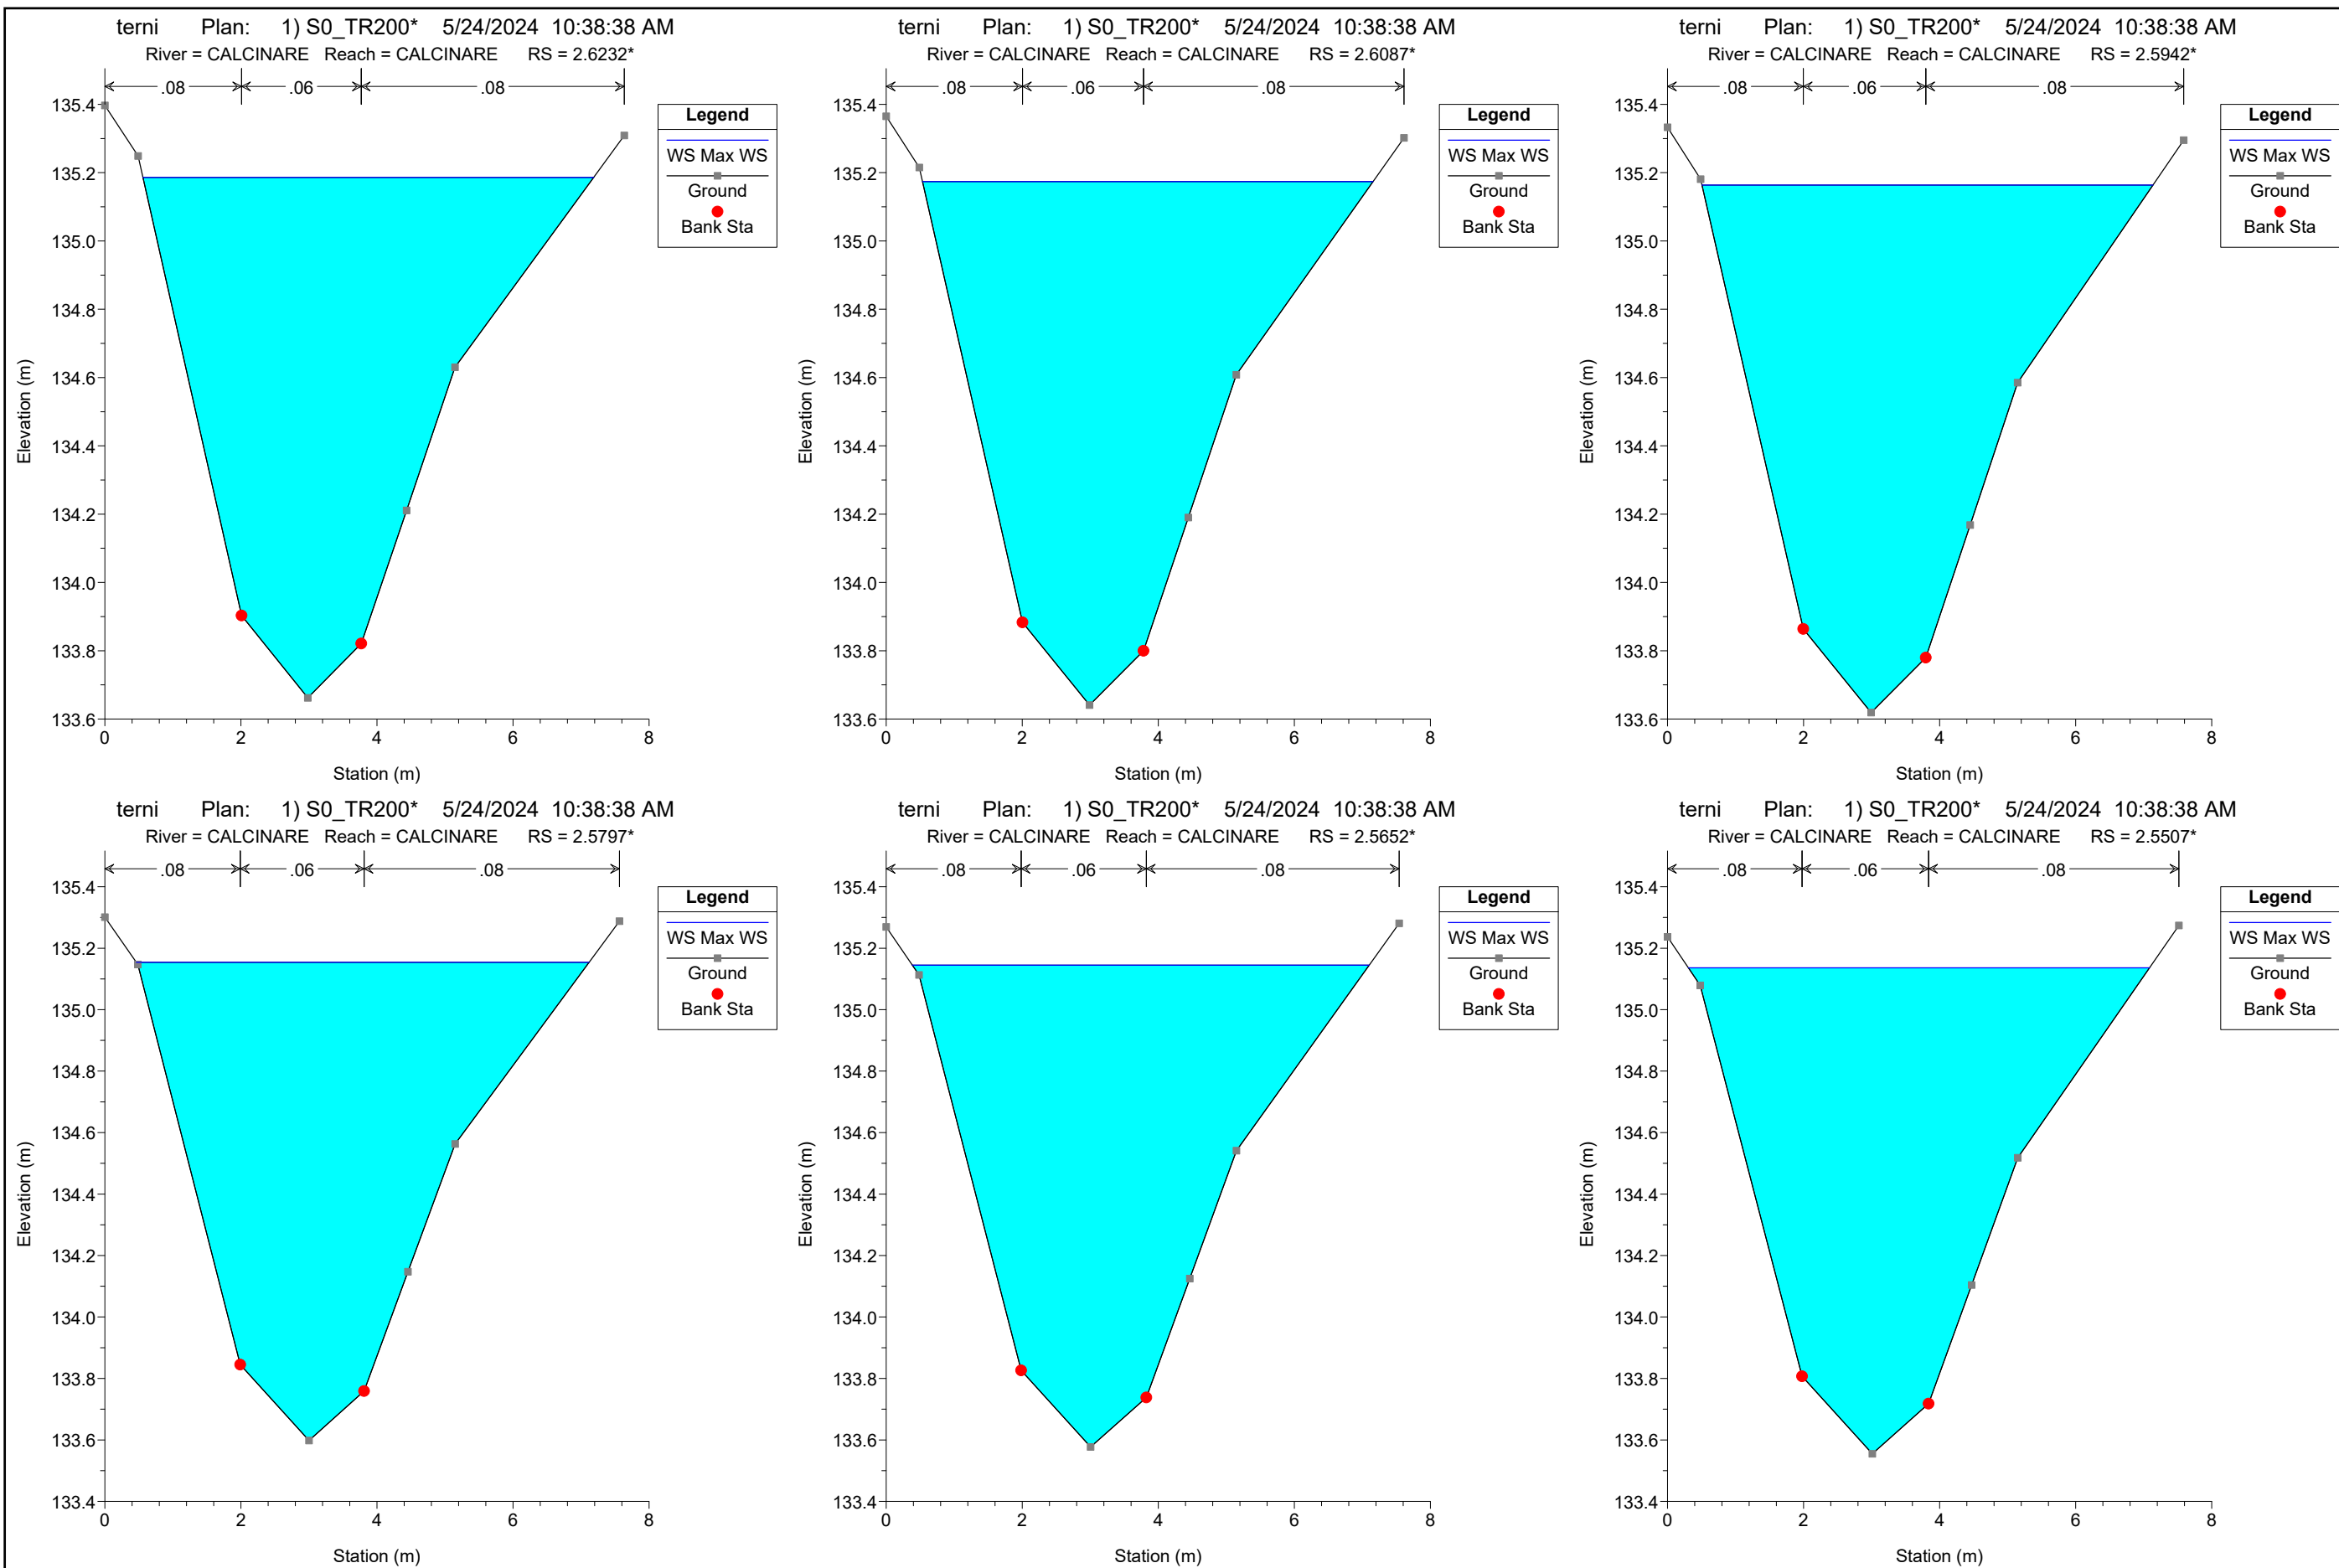 terni Plan: 1) S0_TR200* 5/24/2024 10:38:38 AM
River = CALCINARE Reach = CALCINARE RS = 2.6232*
.08 .06 .08
135.4
135.2
135.0
134.8
134.6
134.4
134.2
134.0
133.8
133.6
0 2 4 6 8
Station (m)
Elevation (m)
Legend
WS Max WS
Ground
Bank Sta
terni Plan: 1) S0_TR200* 5/24/2024 10:38:38 AM
River = CALCINARE Reach = CALCINARE RS = 2.6087*
.08 .06 .08
135.4
135.2
135.0
134.8
134.6
134.4
134.2
134.0
133.8
133.6
0 2 4 6 8
Station (m)
Elevation (m)
Legend
WS Max WS
Ground
Bank Sta
terni Plan: 1) S0_TR200* 5/24/2024 10:38:38 AM
River = CALCINARE Reach = CALCINARE RS = 2.5942*
.08 .06 .08
135.4
135.2
135.0
134.8
134.6
134.4
134.2
134.0
133.8
133.6
0 2 4 6 8
Station (m)
Elevation (m)
Legend
WS Max WS
Ground
Bank Sta
terni Plan: 1) S0_TR200* 5/24/2024 10:38:38 AM
River = CALCINARE Reach = CALCINARE RS = 2.5797*
.08 .06 .08
135.4
135.2
135.0
134.8
134.6
134.4
134.2
134.0
133.8
133.6
133.4
0 2 4 6 8
Station (m)
Elevation (m)
Legend
WS Max WS
Ground
Bank Sta
terni Plan: 1) S0_TR200* 5/24/2024 10:38:38 AM
River = CALCINARE Reach = CALCINARE RS = 2.5652*
.08 .06 .08
135.4
135.2
135.0
134.8
134.6
134.4
134.2
134.0
133.8
133.6
133.4
0 2 4 6 8
Station (m)
Elevation (m)
Legend
WS Max WS
Ground
Bank Sta
terni Plan: 1) S0_TR200* 5/24/2024 10:38:38 AM
River = CALCINARE Reach = CALCINARE RS = 2.5507*
.08 .06 .08
135.4
135.2
135.0
134.8
134.6
134.4
134.2
134.0
133.8
133.6
133.4
0 2 4 6 8
Station (m)
Elevation (m)
Legend
WS Max WS
Ground
Bank Sta